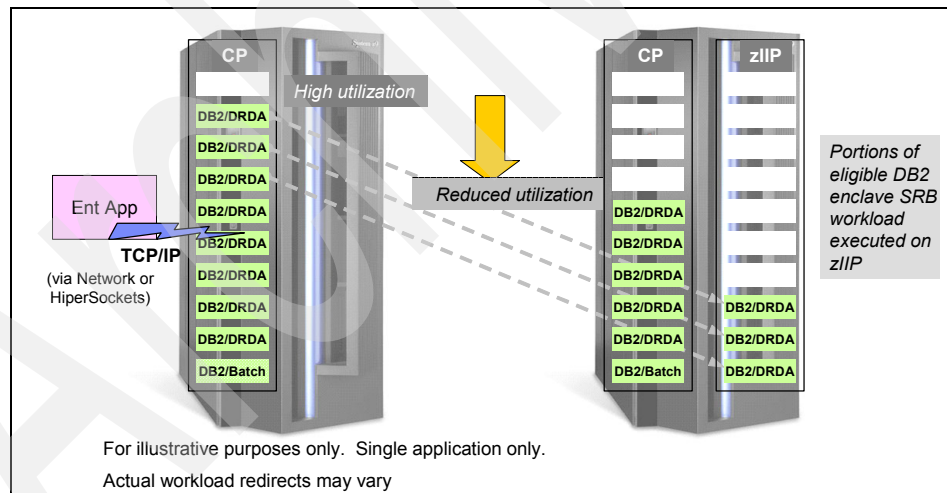 CP
High utilization
DB2/DRDA
DB2/DRDA
DB2/DRDA
DB2/DRDA
DB2/DRDA
DB2/DRDA
DB2/DRDA
DB2/DRDA
DB2/Batch
Ent App
TCP/IP
(via Network or
HiperSockets)
Reduced utilization
CP
DB2/DRDA
DB2/DRDA
DB2/DRDA
DB2/DRDA
DB2/DRDA
DB2/Batch
zIIP
DB2/DRDA
DB2/DRDA
DB2/DRDA
Portions of
eligible DB2
enclave SRB
workload
executed on
zIIP
For illustrative purposes only. Single application only.
Actual workload redirects may vary